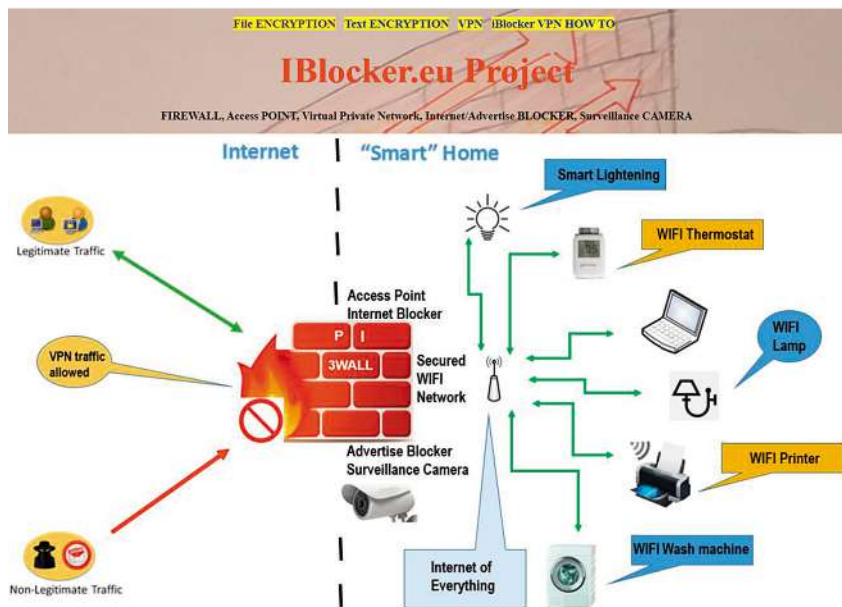 File ENCRYPTION Text ENCRYPTION VPN iBlocker VPN HOW TO
IBlocker.eu Project
FIREWALL, Access POINT, Virtual Private Network, Internet/Advertise BLOCKER, Surveillance CAMERA
Internet
“Smart” Home
Smart Lightening
WIFI Thermostat
Legitimate Traffic
Access Point
Internet Blocker
P I
3WALL
VPN traffic
allowed
Secured
WIFI
Network
WIFI
Lamp
Advertise Blocker
Surveillance Camera
WIFI Printer
Non-Legitimate Traffic
Internet of
Everything
WIFI Wash machine